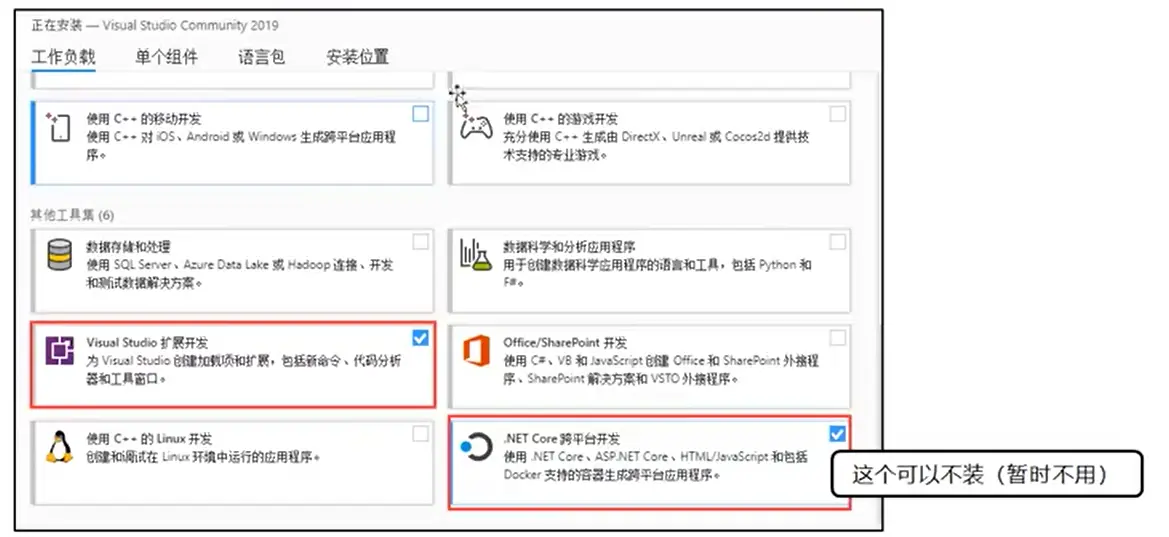 正在安装 — Visual Studio Community 2019
工作负载 单个组件 语言包 安装位置
使用 C++ 的移动开发
使用 C++ 对 iOS、Android 或 Windows 生成跨平台应用程
序。
使用 C++ 的游戏开发
充分使用 C++ 生成由 DirectX、Unreal 或 Cocos2d 提供技
术支持的专业游戏。
其他工具集 (6)
数据存储和处理
使用 SQL Server、Azure Data Lake 或 Hadoop 连接、开发
和测试数据解决方案。
数据科学和分析应用程序
用于创建数据科学应用程序的语言和工具，包括 Python 和
F#。
Visual Studio 扩展开发
为 Visual Studio 创建加载项和扩展，包括新命令、代码分析
器和工具窗口。
Office/SharePoint 开发
使用 C#、VB 和 JavaScript 创建 Office 和 SharePoint 外接程
序、SharePoint 解决方案和 VSTO 外接程序。
使用 C++ 的 Linux 开发
创建和调试在 Linux 环境中运行的应用程序。
.NET Core 跨平台开发
使用 .NET Core、ASP.NET Core、HTML/JavaScript 和包括
Docker 支持的容器生成跨平台应用程序。
这个可以不装（暂时不用）